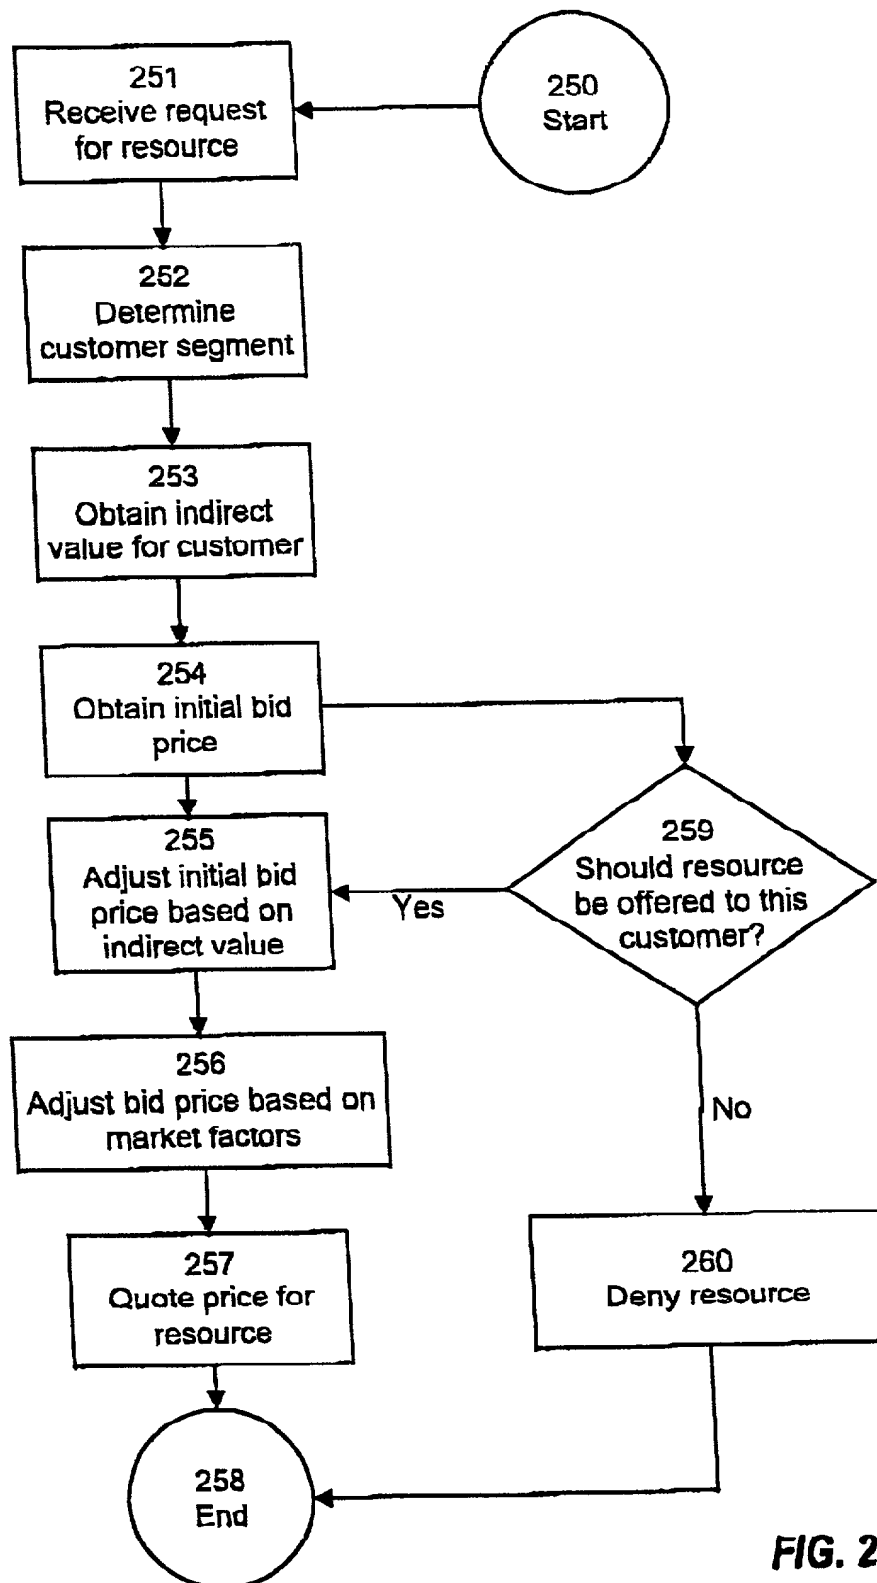 250
Start
251
Receive request
for resource
252
Determine
customer segment
253
Obtain indirect
value for customer
254
Obtain initial bid
price
255
Adjust initial bid
price based on
indirect value
259
Should resource
be offered to this
customer?
Yes
No
256
Adjust bid price based on
market factors
257
Quote price for
resource
260
Deny resource
258
End
FIG. 2